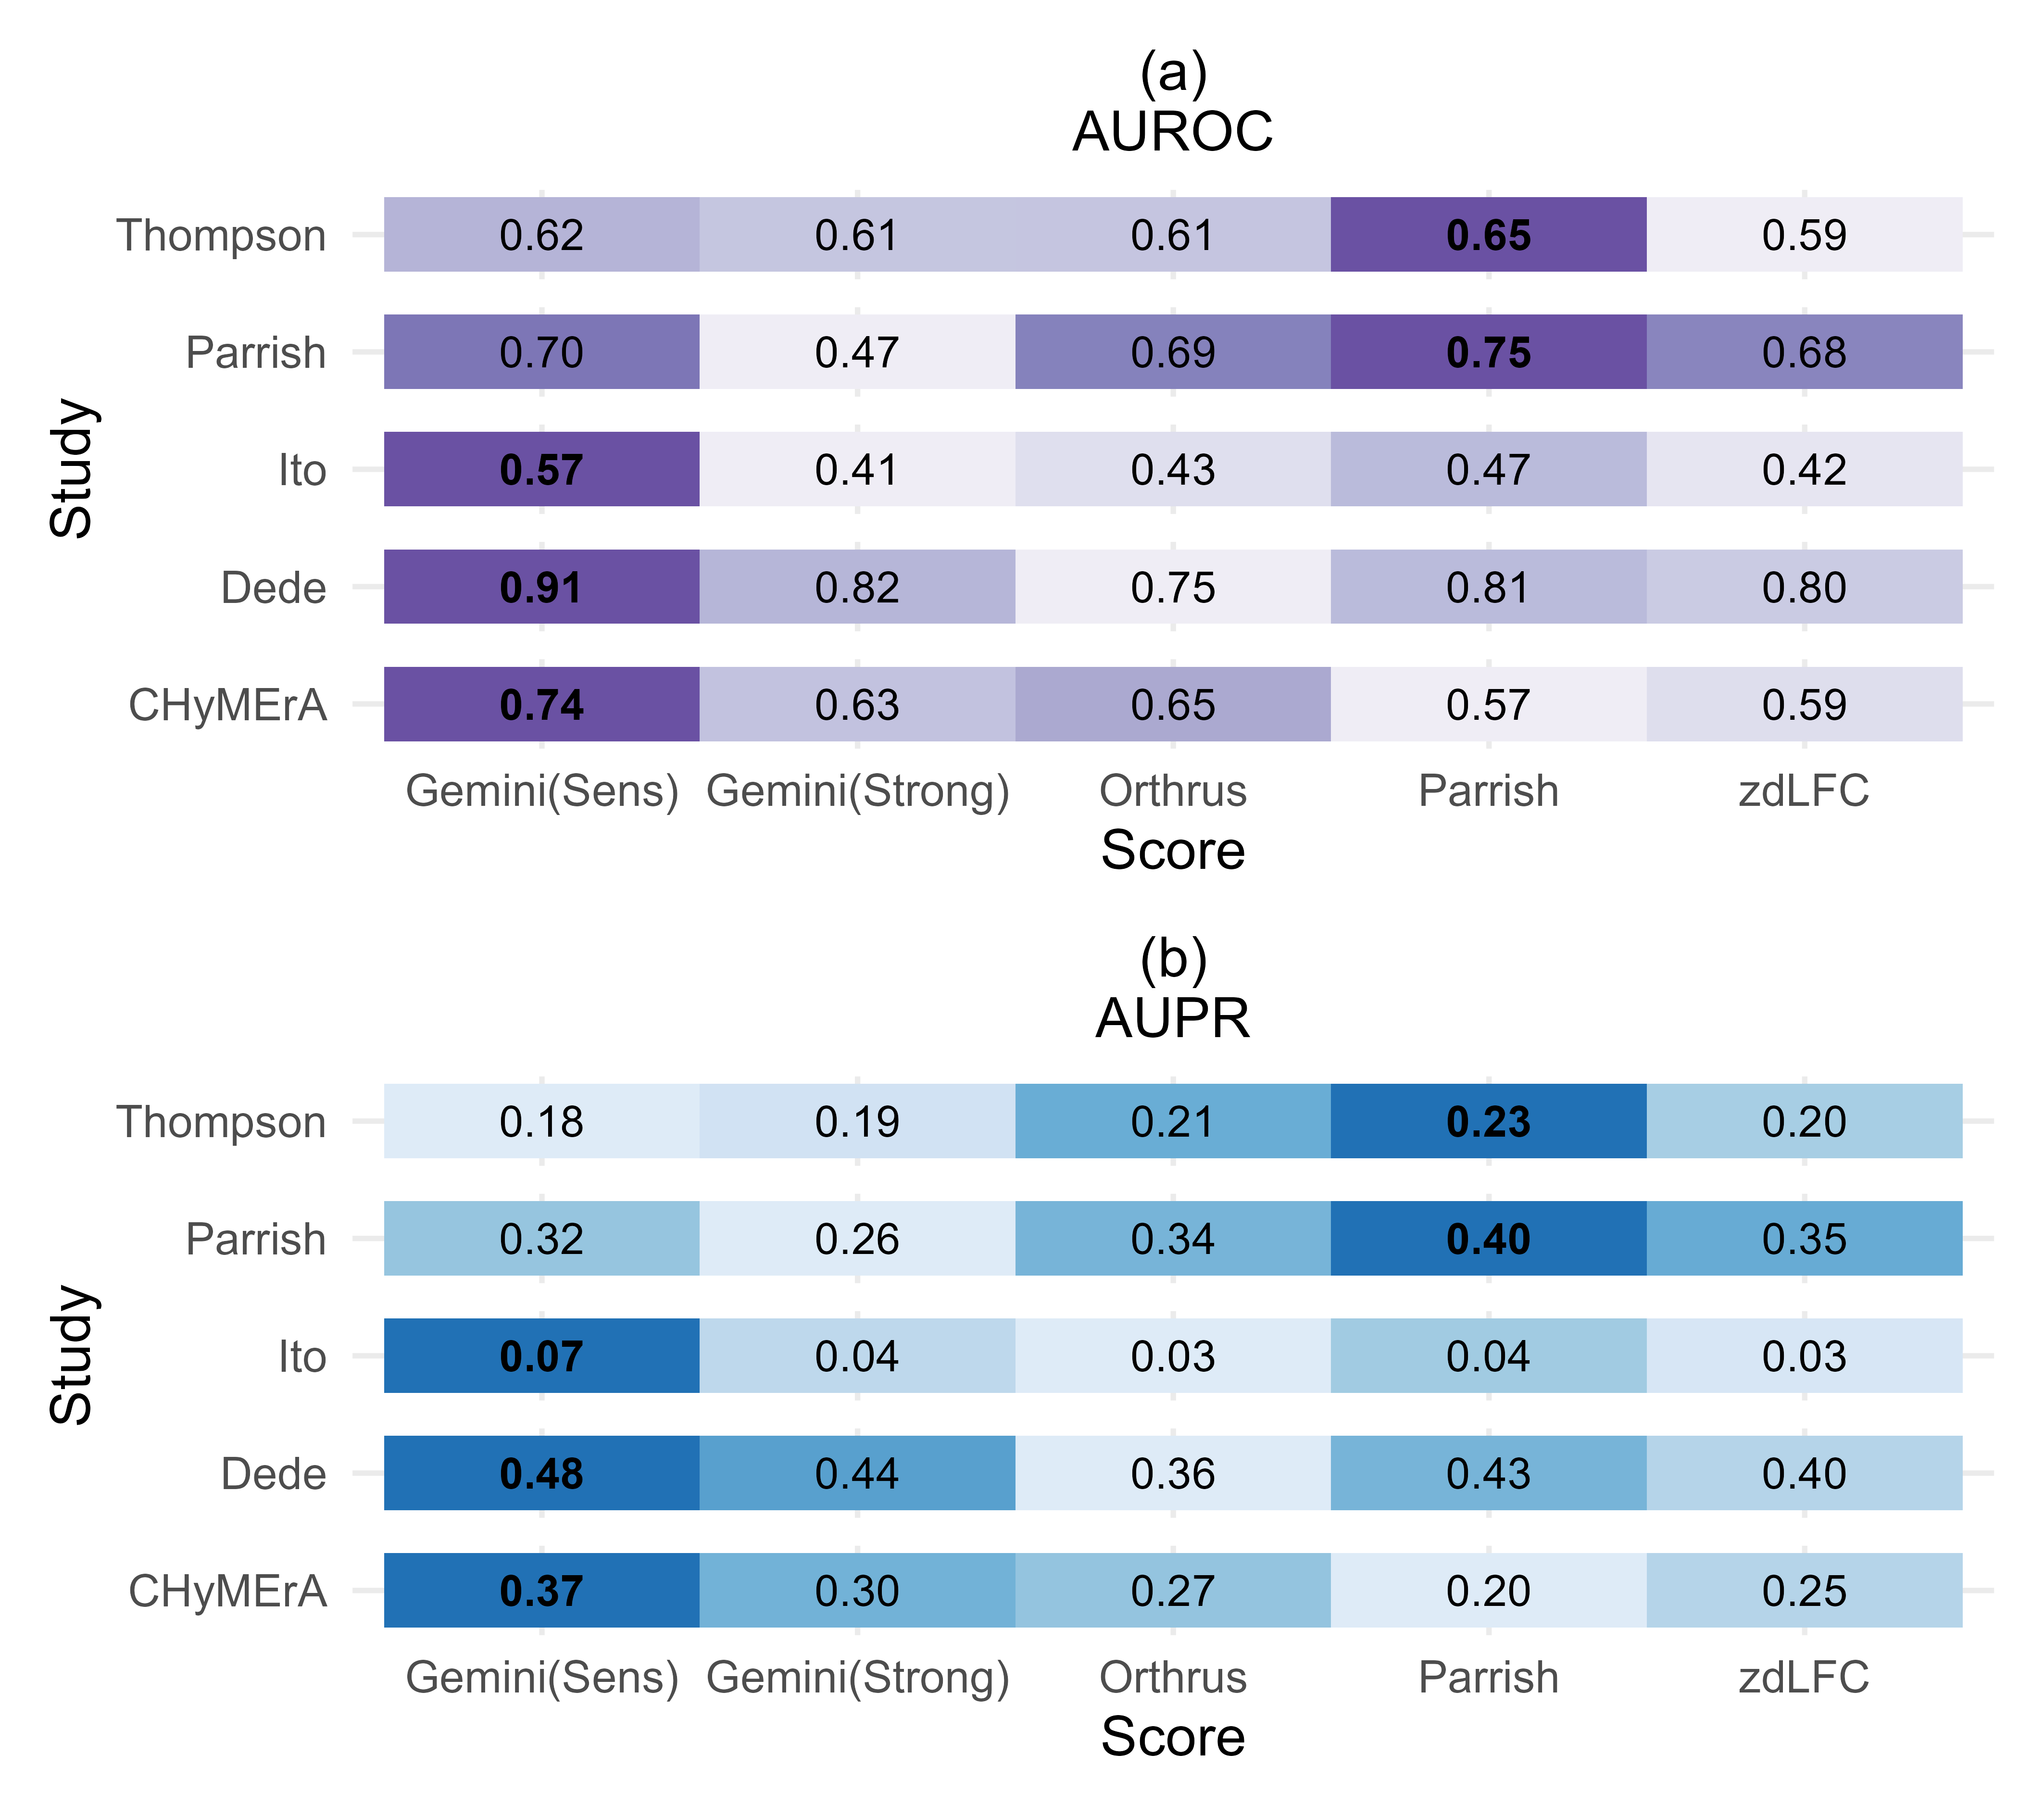 (a)
AUROC
Thompson 0.62 0.61 0.61 0.65 0.59
Parrish 0.70 0.47 0.69 0.75 0.68
Ito 0.57 0.41 0.43 0.47 0.42
Dede 0.91 0.82 0.75 0.81 0.80
CHyMErA 0.74 0.63 0.65 0.57 0.59
Study
Gemini(Sens) Gemini(Strong) Orthrus Parrish zdLFC
Score
(b)
AUPR
Thompson 0.18 0.19 0.21 0.23 0.20
Parrish 0.32 0.26 0.34 0.40 0.35
Ito 0.07 0.04 0.03 0.04 0.03
Dede 0.48 0.44 0.36 0.43 0.40
CHyMErA 0.37 0.30 0.27 0.20 0.25
Study
Gemini(Sens) Gemini(Strong) Orthrus Parrish zdLFC
Score